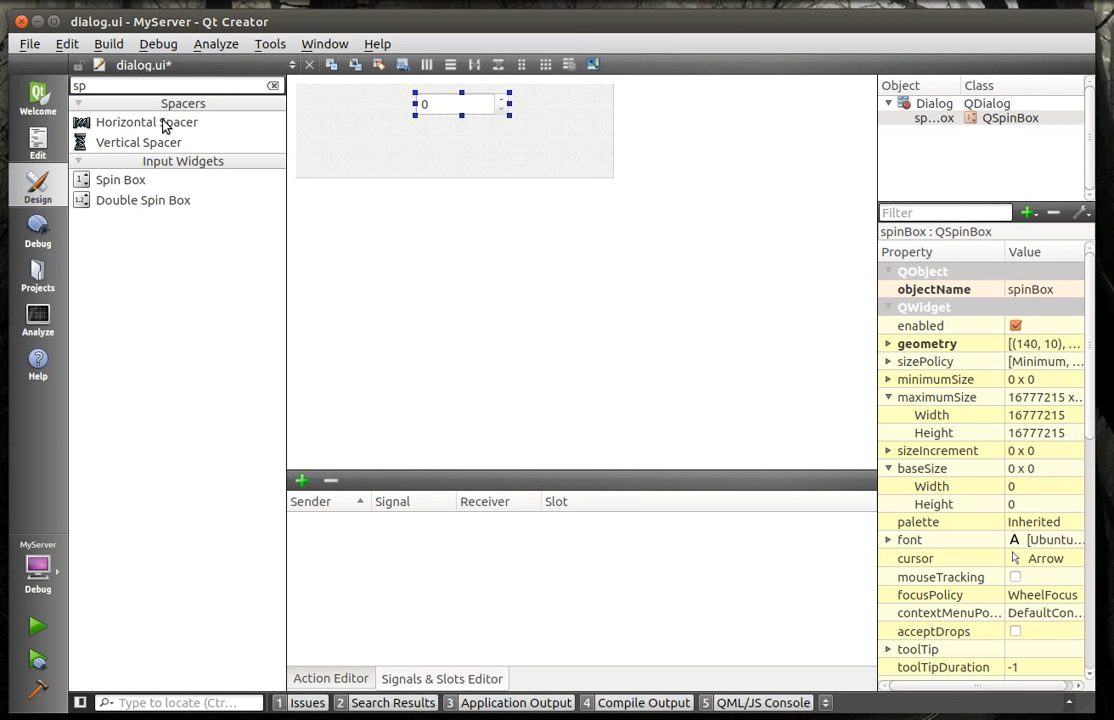 dialog.ui - MyServer - Qt Creator
File Edit Build Debug Analyze Tools Window Help
dialog.ui*
sp
Spacers
Horizontal Spacer
Vertical Spacer
Input Widgets
Spin Box
Double Spin Box
Welcome
Edit
Design
Debug
Projects
Analyze
Help
MyServer
Debug
0
Sender Signal Receiver Slot
Action Editor Signals & Slots Editor
Object Class
Dialog QDialog
sp...ox QSpinBox
Filter
spinBox : QSpinBox
Property Value
QObject
objectName spinBox
QWidget
enabled
geometry [(140, 10), ...
sizePolicy [Minimum, ...
minimumSize 0 x 0
maximumSize 16777215 x...
Width 16777215
Height 16777215
sizeIncrement 0 x 0
baseSize 0 x 0
Width 0
Height 0
palette Inherited
font A [Ubuntu...
cursor Arrow
mouseTracking
focusPolicy WheelFocus
contextMenuPo... DefaultCon...
acceptDrops
toolTip
toolTipDuration -1
Type to locate (Ctr... 1 Issues 2 Search Results 3 Application Output 4 Compile Output 5 QML/JS Console